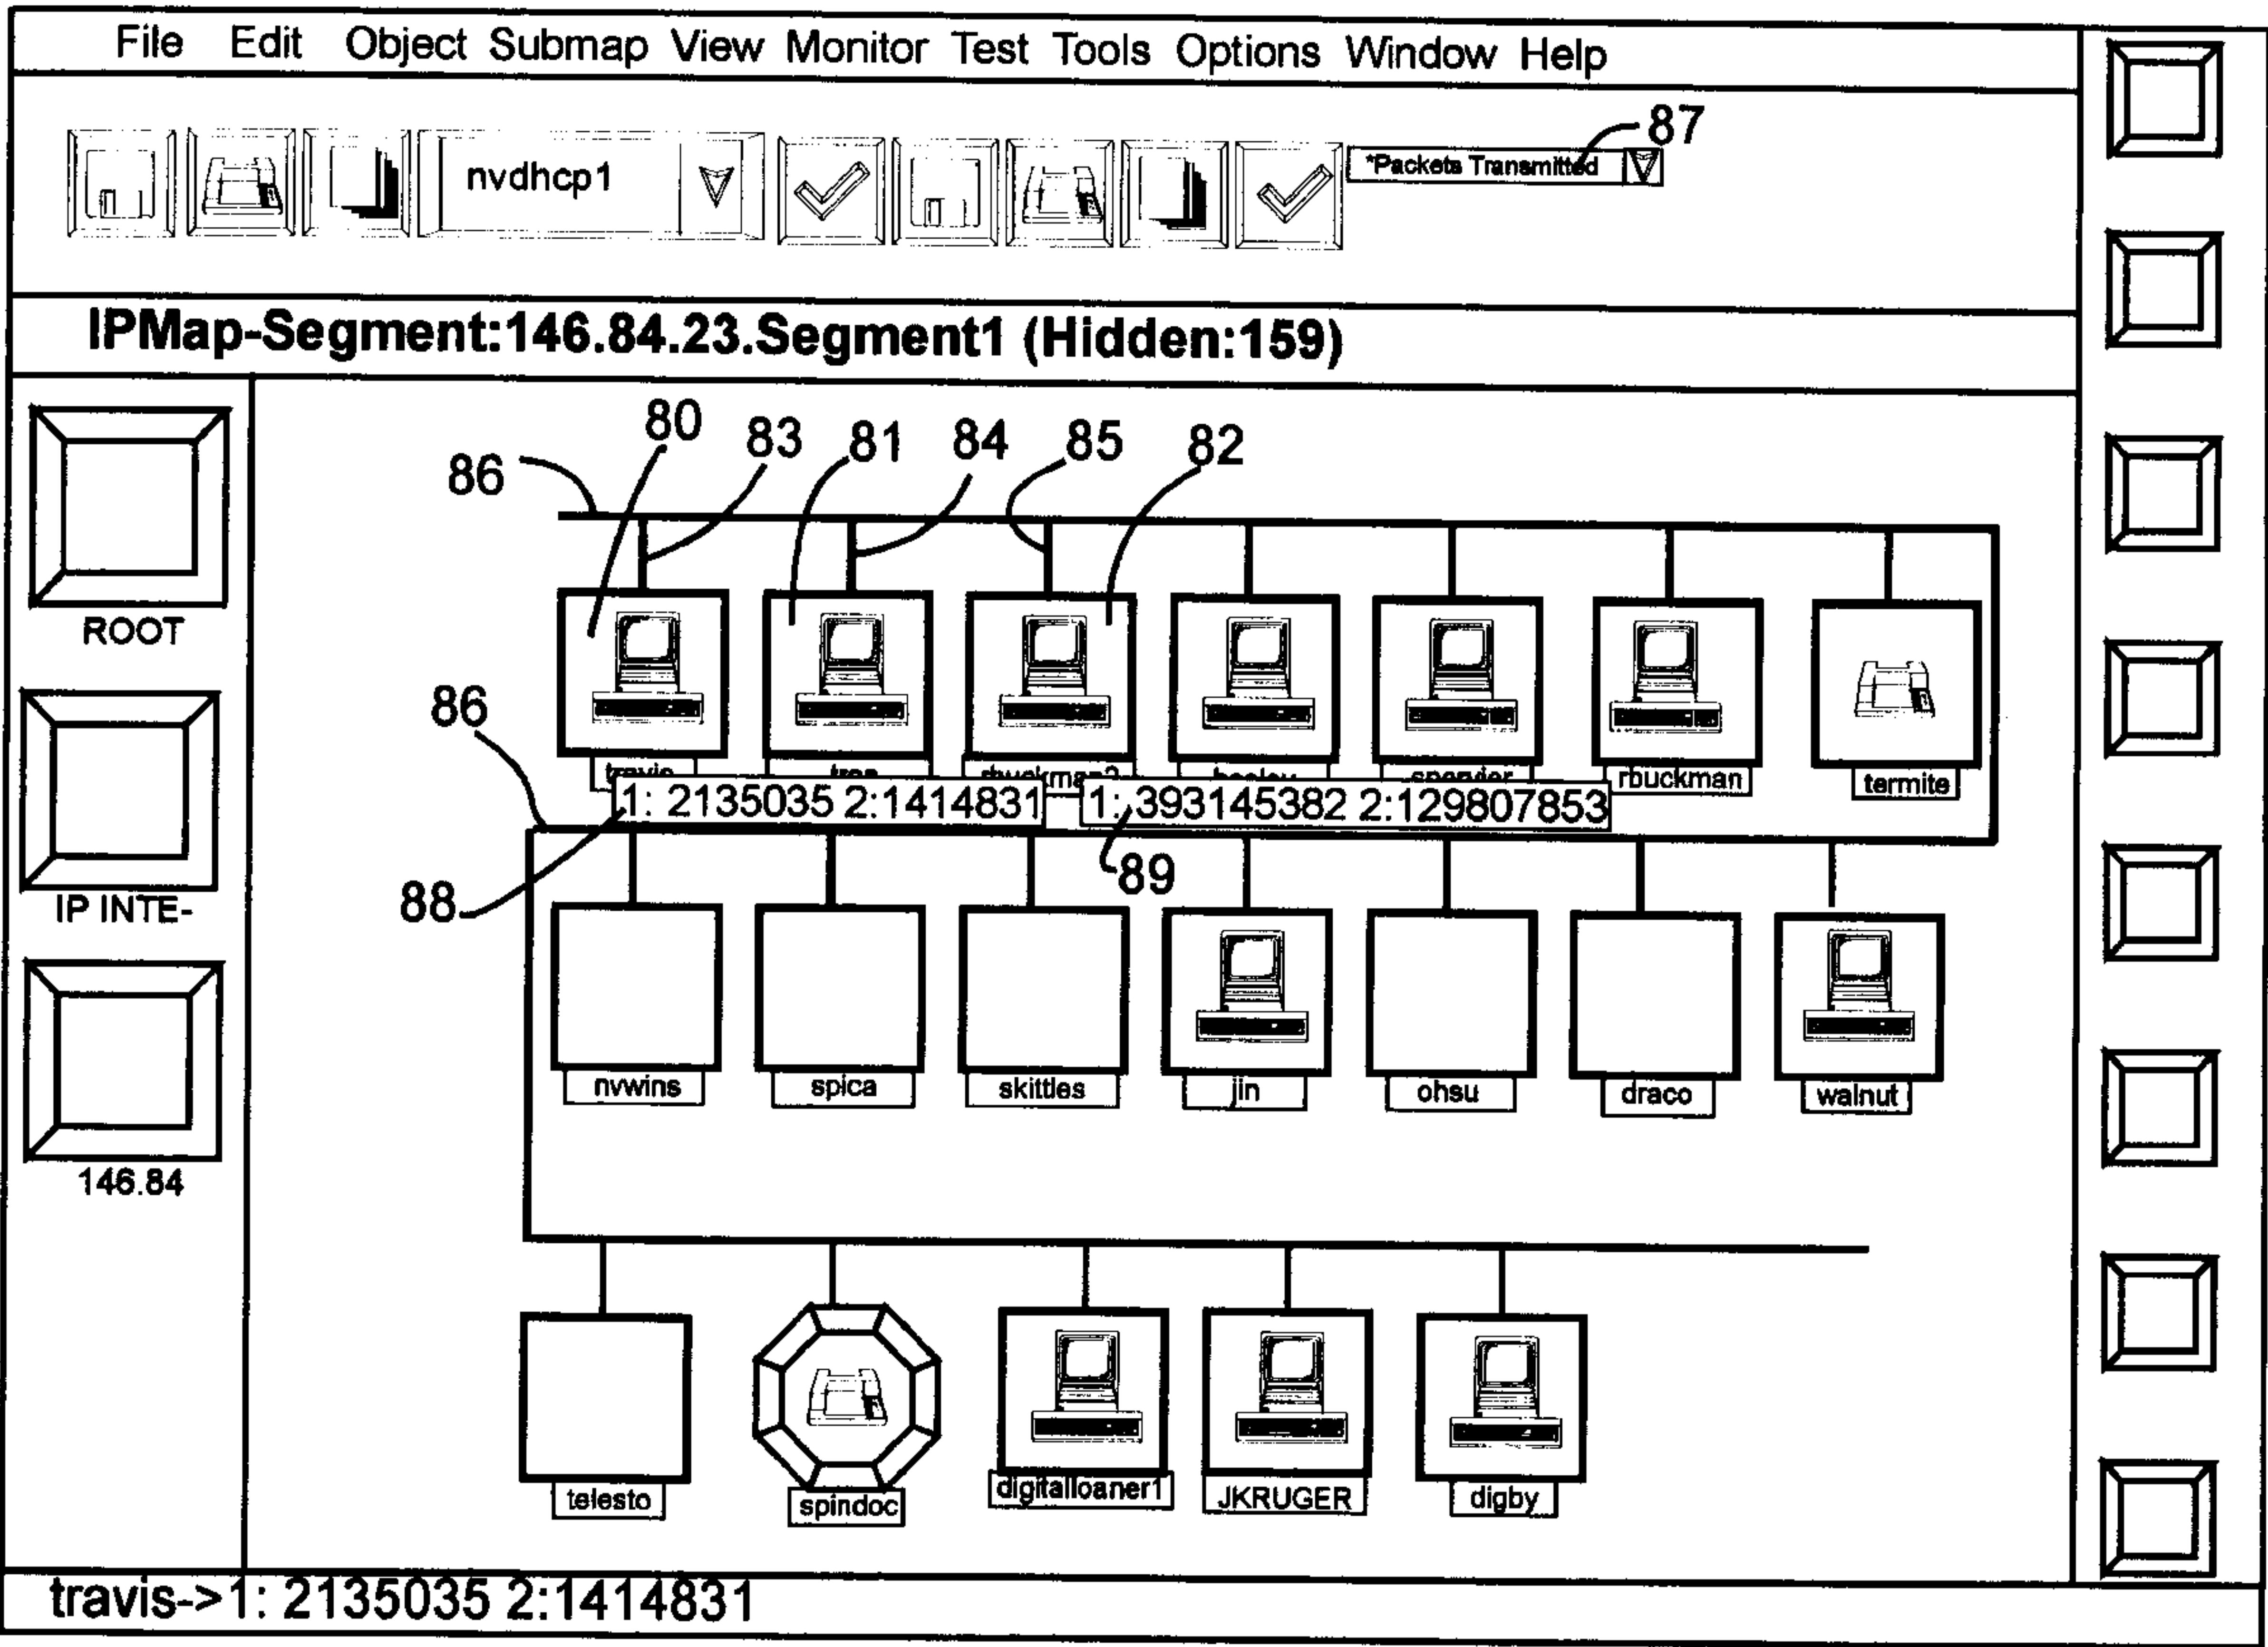 File Edit Object Submap View Monitor Test Tools Options Window Help
87
nvdhcp1
*Packets Transmitted
IPMap-Segment:146.84.23.Segment1 (Hidden:159)
80 83 81 84 85 82
86
ROOT
86
travis rbuckman2 rbuckman termite
1: 2135035 2:1414831 1: 393145382 2:129807853
88 89
IP INTE-
nvwins spica skittles jin ohsu draco walnut
146.84
telesto spindoc digitalloaner1 JKRUGER digby
travis->1: 2135035 2:1414831